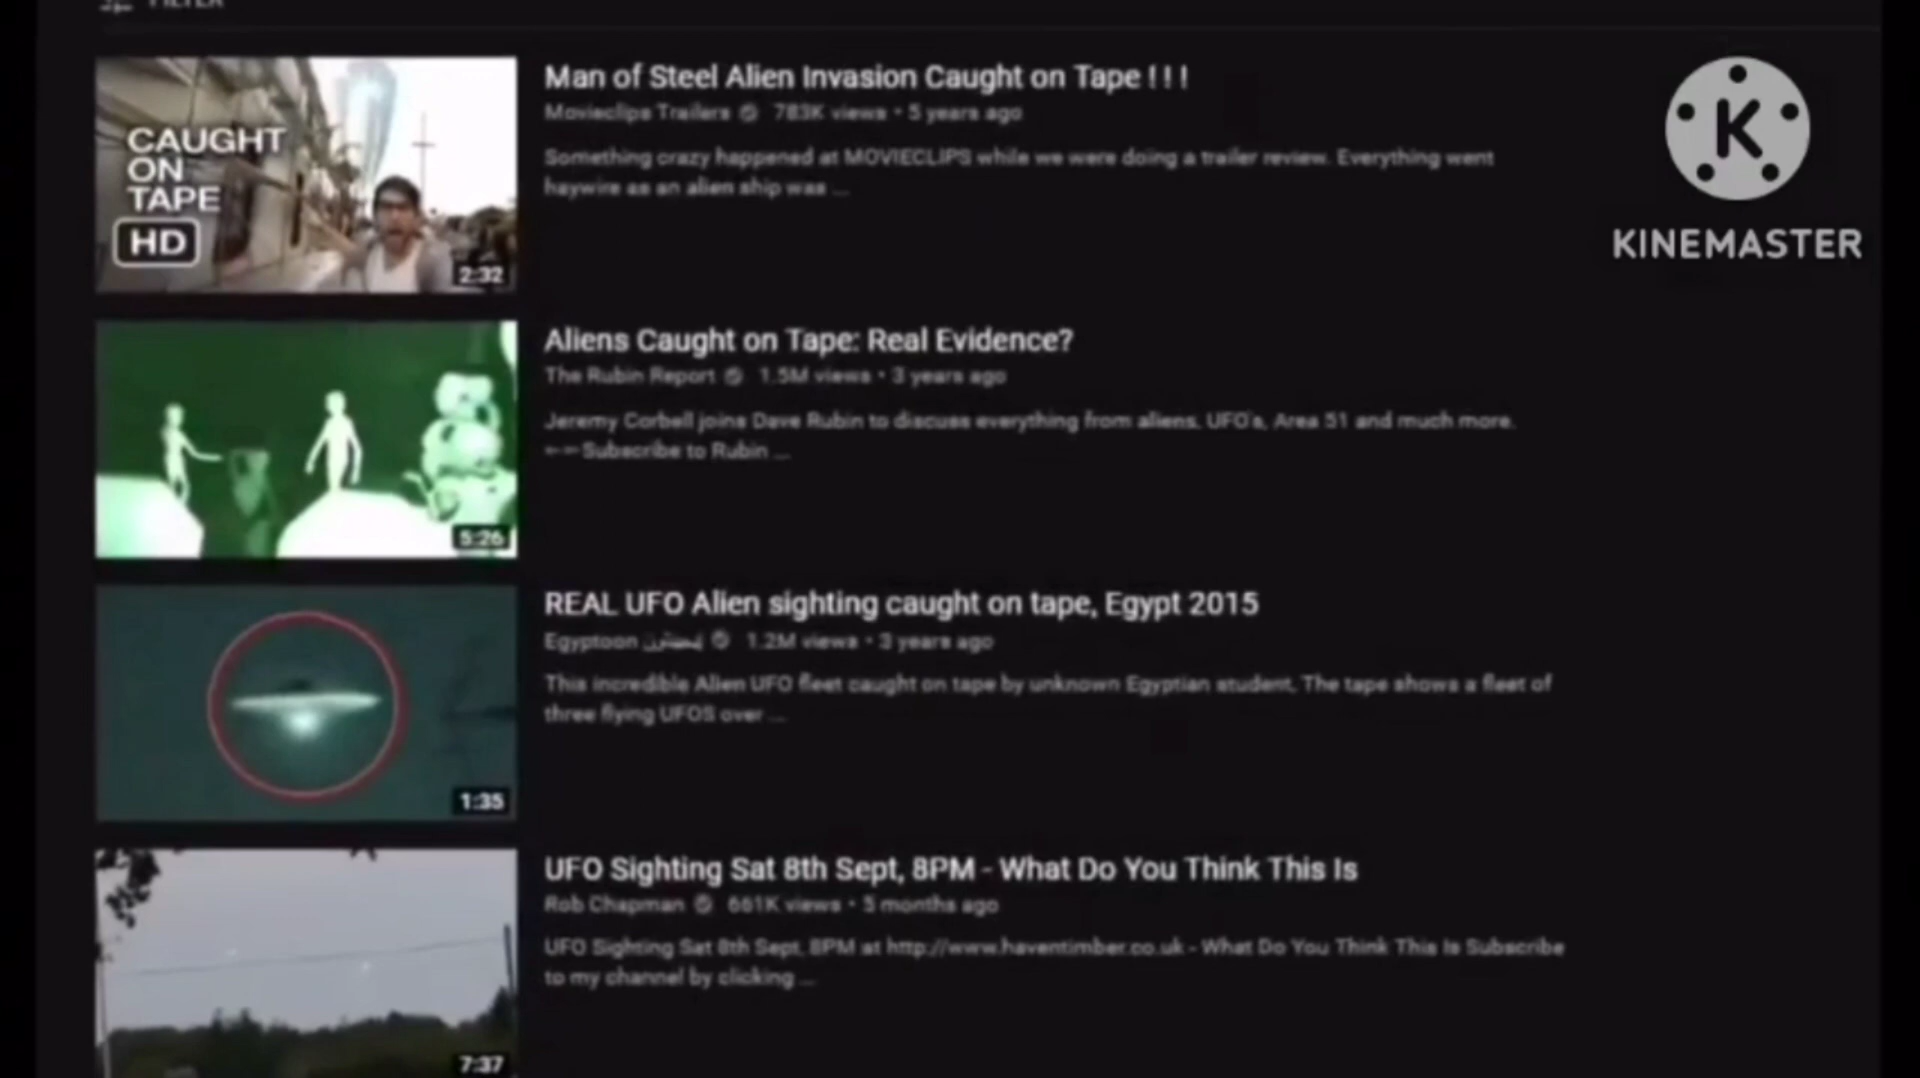 FILTER
CAUGHT
ON
TAPE
HD
2:32
Man of Steel Alien Invasion Caught on Tape ! ! !
Movieclips Trailers 783K views • 5 years ago
Something crazy happened at MOVIECLIPS while we were doing a trailer review. Everything went
haywire as an alien ship was ...
KINEMASTER
5:26
Aliens Caught on Tape: Real Evidence?
The Rubin Report 1.5M views • 3 years ago
Jeremy Corbell joins Dave Rubin to discuss everything from aliens, UFO's, Area 51 and much more.
Subscribe to Rubin ...
1:35
REAL UFO Alien sighting caught on tape, Egypt 2015
Egyptoon 1.2M views • 3 years ago
This incredible Alien UFO fleet caught on tape by unknown Egyptian student, The tape shows a fleet of
three flying UFOS over ...
7:37
UFO Sighting Sat 8th Sept, 8PM - What Do You Think This Is
Rob Chapman 661K views • 5 months ago
UFO Sighting Sat 8th Sept, 8PM at http://www.haventimber.co.uk - What Do You Think This Is Subscribe
to my channel by clicking ...